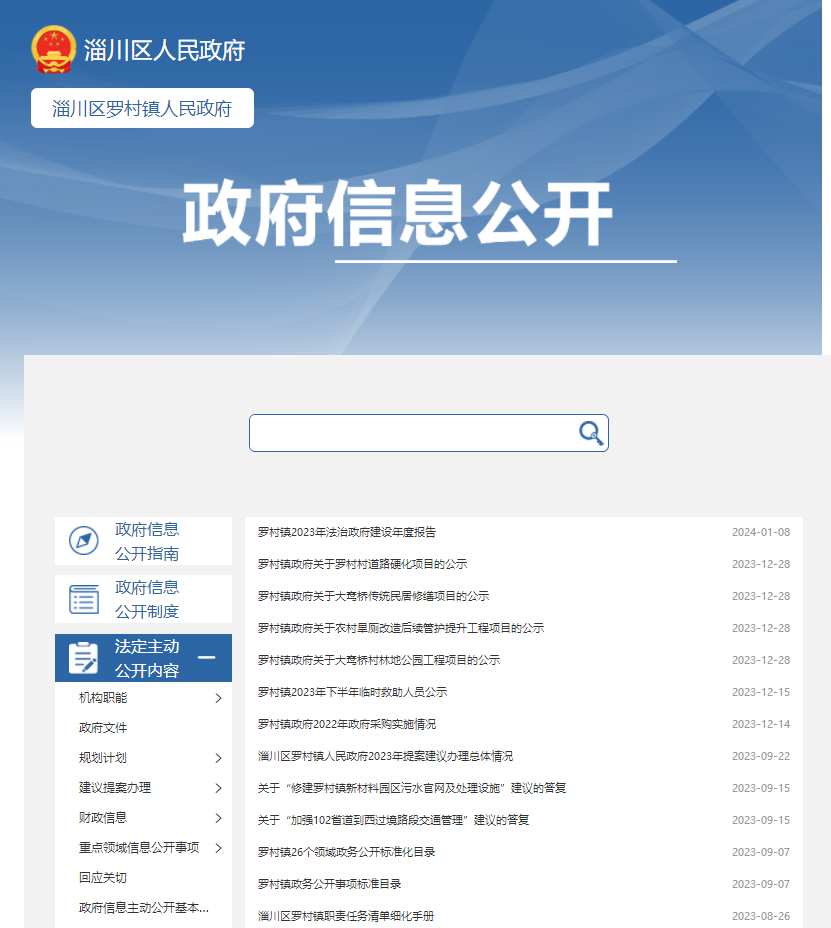 淄川区人民政府
淄川区罗村镇人民政府
政府信息公开
政府信息
公开指南
政府信息
公开制度
法定主动
公开内容
机构职能
政府文件
规划计划
建议提案办理
财政信息
重点领域信息公开事项
回应关切
政府信息主动公开基本...
罗村镇2023年法治政府建设年度报告 2024-01-08
罗村镇政府关于罗村村道路硬化项目的公示 2023-12-28
罗村镇政府关于大窎桥传统民居修缮项目的公示 2023-12-28
罗村镇政府关于农村旱厕改造后续管护提升工程项目的公示 2023-12-28
罗村镇政府关于大窎桥村林地公园工程项目的公示 2023-12-28
罗村镇2023年下半年临时救助人员公示 2023-12-15
罗村镇政府2022年政府采购实施情况 2023-12-14
淄川区罗村镇人民政府2023年提案建议办理总体情况 2023-09-22
关于“修建罗村镇新材料园区污水官网及处理设施”建议的答复 2023-09-15
关于“加强102省道到西过境路段交通管理”建议的答复 2023-09-15
罗村镇26个领域政务公开标准化目录 2023-09-07
罗村镇政务公开事项标准目录 2023-09-07
淄川区罗村镇职责任务清单细化手册 2023-08-26